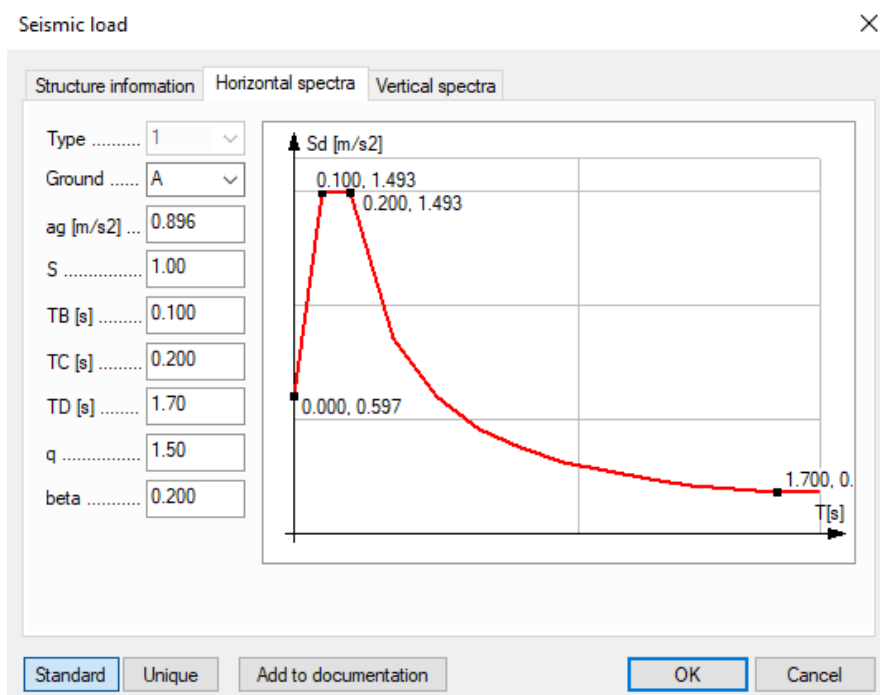 Seismic load
Structure information Horizontal spectra Vertical spectra
Type .......... 1
Ground ...... A
ag [m/s2] ... 0.896
S ................ 1.00
TB [s] ......... 0.100
TC [s] ......... 0.200
TD [s] ........ 1.70
q ................ 1.50
beta ........... 0.200
Sd [m/s2]
0.100, 1.493
0.200, 1.493
0.000, 0.597
1.700, 0.
T[s]
Standard Unique Add to documentation OK Cancel